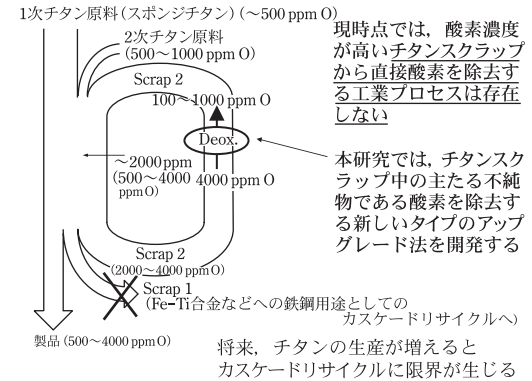 1次チタン原料(スポンジチタン)(~500 ppm O)
2次チタン原料
(500~1000 ppm O)
Scrap 2
100~1000 ppm O
Deox.
~2000 ppm
(500~4000
ppm O)
4000 ppm O
Scrap 2
(2000~4000 ppm O)
Scrap 1
(Fe-Ti合金などへの鉄鋼用途としての
カスケードリサイクルへ)
製品(500~4000 ppm O)
現時点では,酸素濃度
が高いチタンスクラップ
から直接酸素を除去す
る工業プロセスは存在
しない
本研究では,チタンスク
ラップ中の主たる不純
物である酸素を除去す
る新しいタイプのアップ
グレード法を開発する
将来,チタンの生産が増えると
カスケードリサイクルに限界が生じる